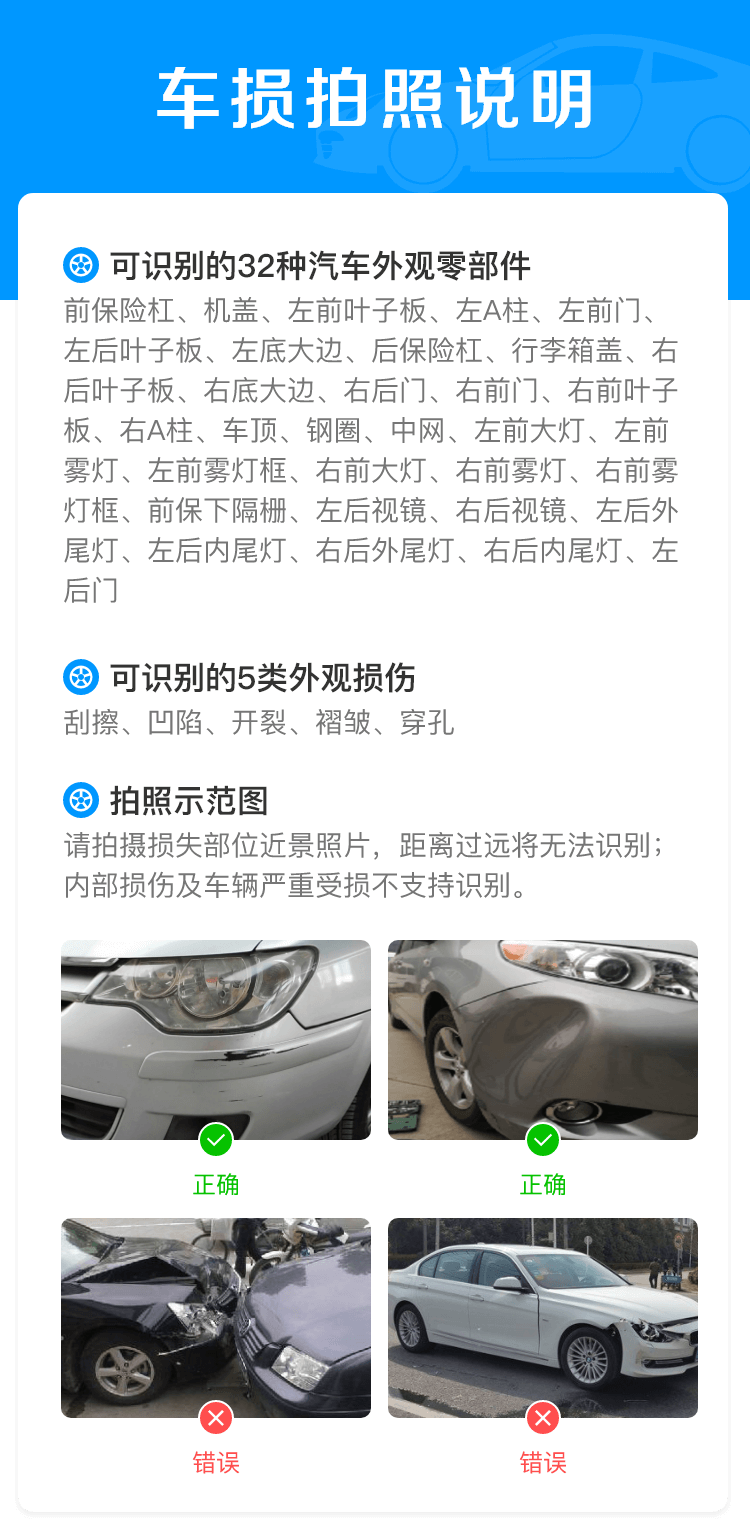 车损拍照说明
可识别的32种汽车外观零部件
前保险杠、机盖、左前叶子板、左A柱、左前门、
左后叶子板、左底大边、后保险杠、行李箱盖、右
后叶子板、右底大边、右后门、右前门、右前叶子
板、右A柱、车顶、钢圈、中网、左前大灯、左前
雾灯、左前雾灯框、右前大灯、右前雾灯、右前雾
灯框、前保下隔栅、左后视镜、右后视镜、左后外
尾灯、左后内尾灯、右后外尾灯、右后内尾灯、左
后门
可识别的5类外观损伤
刮擦、凹陷、开裂、褶皱、穿孔
拍照示范图
请拍摄损失部位近景照片，距离过远将无法识别；
内部损伤及车辆严重受损不支持识别。
正确
正确
错误
错误